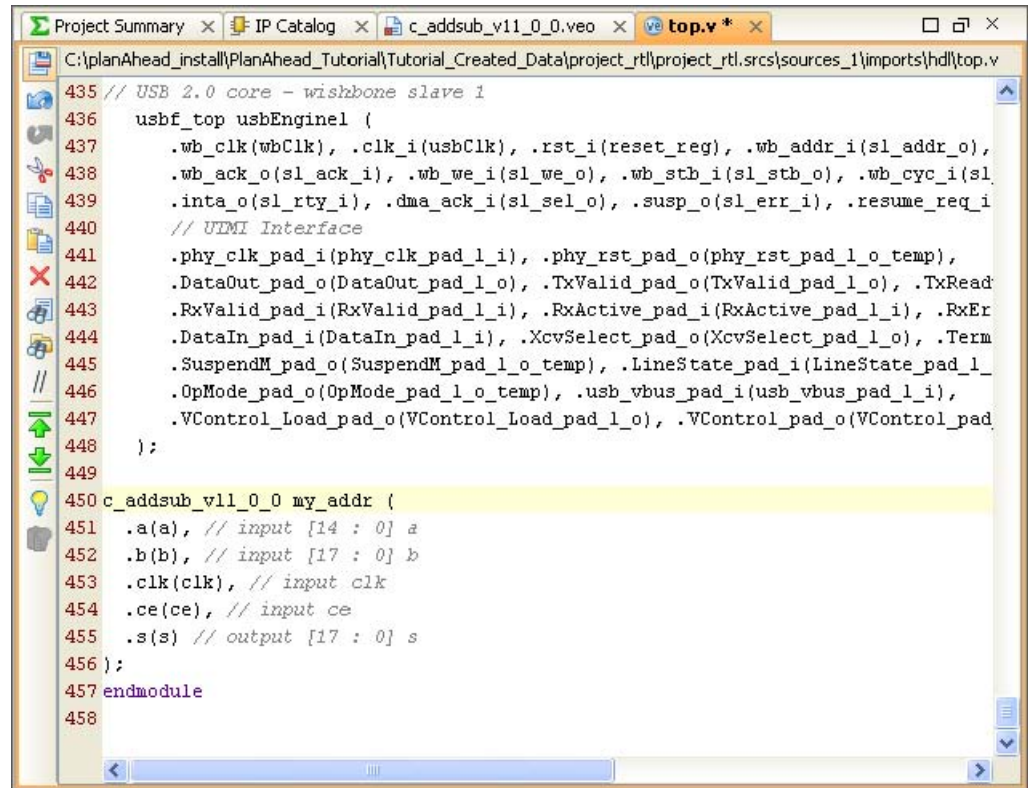 Project Summary IP Catalog c_addsub_v11_0_0.veo top.v *
C:\planAhead_install\PlanAhead_Tutorial\Tutorial_Created_Data\project_rtl\project_rtl.srcs\sources_1\imports\hdl\top.v
435 // USB 2.0 core - wishbone slave 1
436 usbf_top usbEngine1 (
437 .wb_clk(wbClk), .clk_i(usbClk), .rst_i(reset_reg), .wb_addr_i(sl_addr_o),
438 .wb_ack_o(sl_ack_i), .wb_we_i(sl_we_o), .wb_stb_i(sl_stb_o), .wb_cyc_i(sl_
439 .inta_o(sl_rty_i), .dma_ack_i(sl_sel_o), .susp_o(sl_err_i), .resume_req_i
440 // UTMI Interface
441 .phy_clk_pad_i(phy_clk_pad_1_i), .phy_rst_pad_o(phy_rst_pad_1_o_temp),
442 .DataOut_pad_o(DataOut_pad_1_o), .TxValid_pad_o(TxValid_pad_1_o), .TxRead
443 .RxValid_pad_i(RxValid_pad_1_i), .RxActive_pad_i(RxActive_pad_1_i), .RxEr
444 .DataIn_pad_i(DataIn_pad_1_i), .XcvSelect_pad_o(XcvSelect_pad_1_o), .Term
445 .SuspendM_pad_o(SuspendM_pad_1_o_temp), .LineState_pad_i(LineState_pad_1_
446 .OpMode_pad_o(OpMode_pad_1_o_temp), .usb_vbus_pad_i(usb_vbus_pad_1_i),
447 .VControl_Load_pad_o(VControl_Load_pad_1_o), .VControl_pad_o(VControl_pad
448 );
449
450 c_addsub_v11_0_0 my_addr (
451 .a(a), // input [14 : 0] a
452 .b(b), // input [17 : 0] b
453 .clk(clk), // input clk
454 .ce(ce), // input ce
455 .s(s) // output [17 : 0] s
456 );
457 endmodule
458